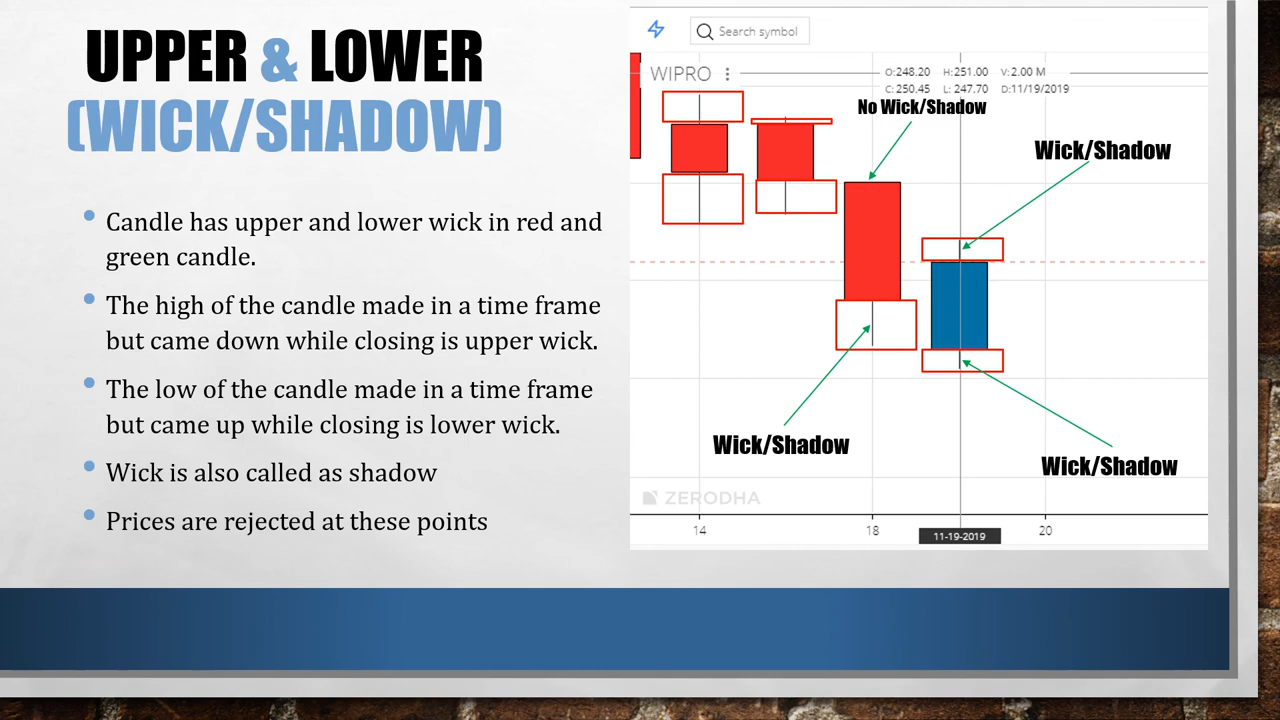 UPPER & LOWER
(WICK/SHADOW)
Candle has upper and lower wick in red and
green candle.
The high of the candle made in a time frame
but came down while closing is upper wick.
The low of the candle made in a time frame
but came up while closing is lower wick.
Wick is also called as shadow
Prices are rejected at these points
Search symbol
WIPRO
O:248.20 H:251.00 V:2.00 M
C: 250.45 L: 247.70 D:11/19/2019
No Wick/Shadow
Wick/Shadow
Wick/Shadow
Wick/Shadow
ZERODHA
14 18 11-19-2019 20